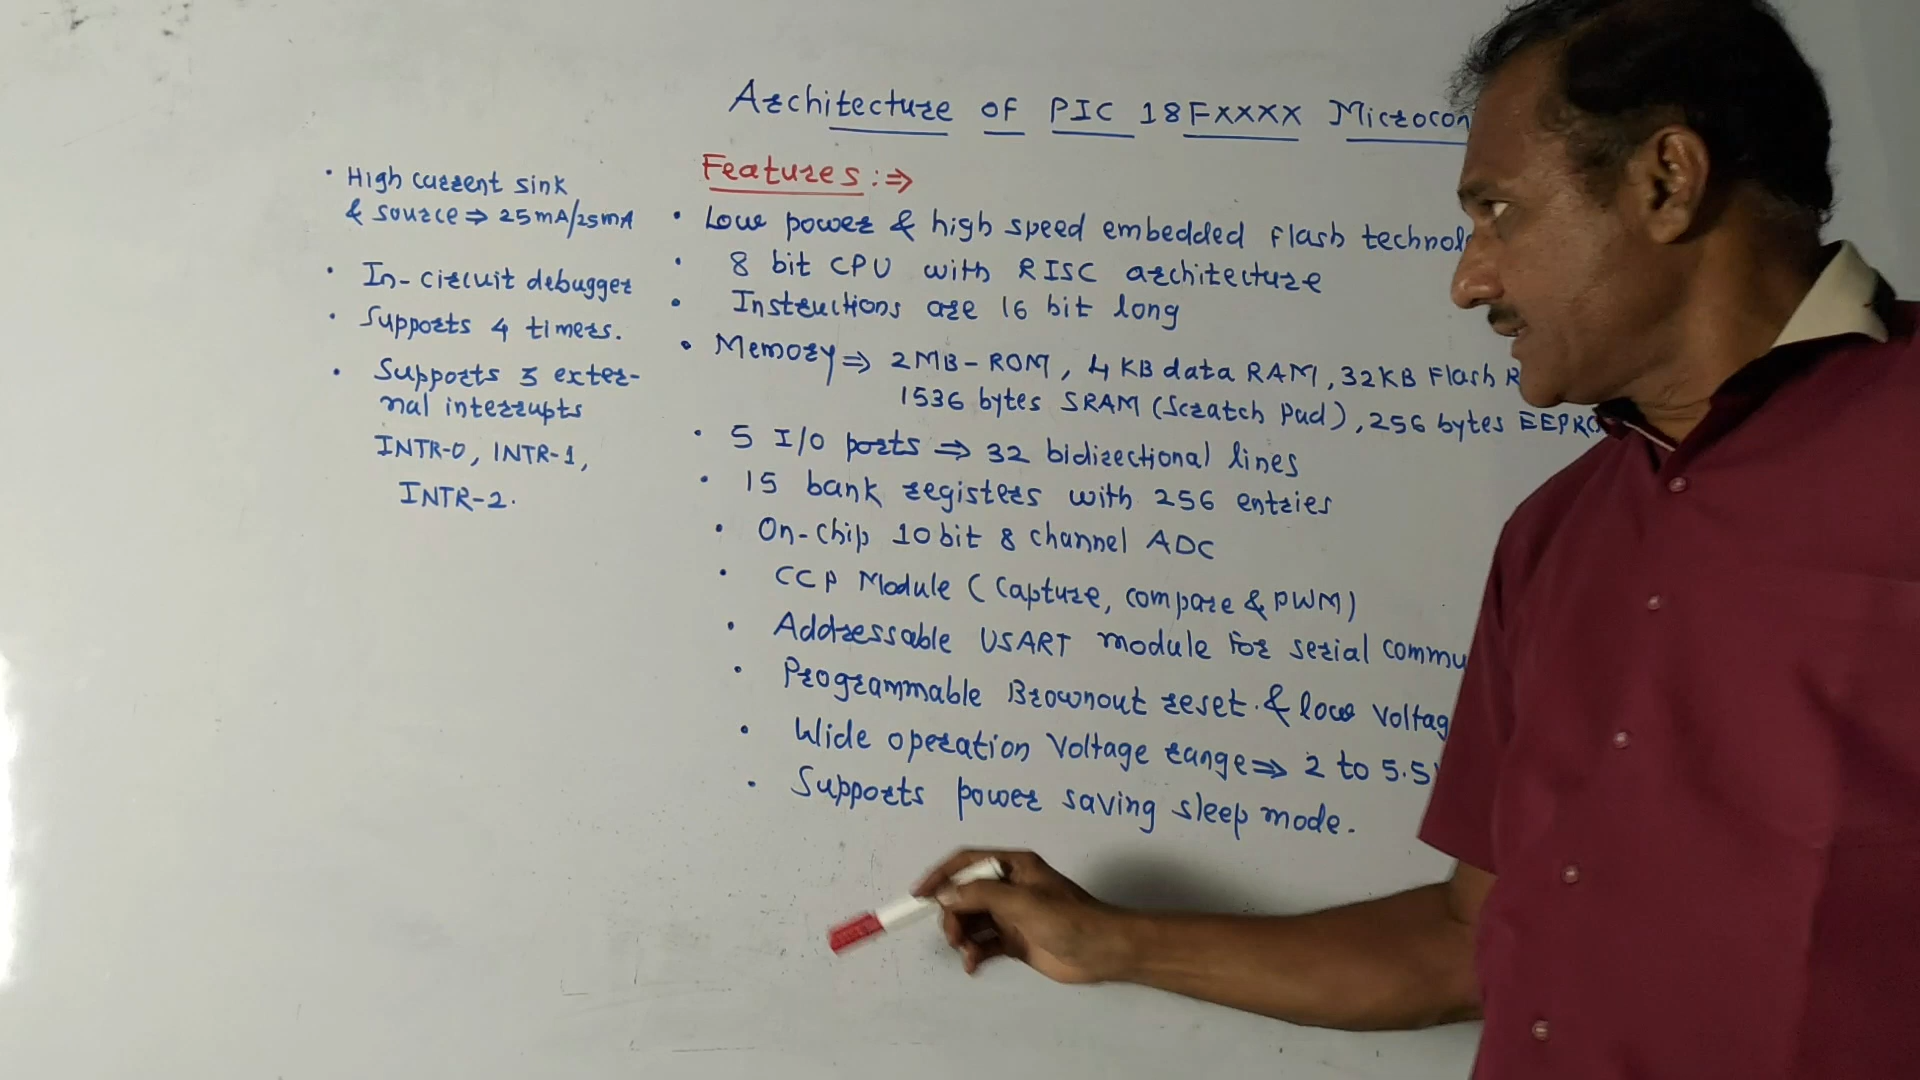 Architecture of PIC 18FXXXX Microcon
Features :⇒
• Low power & high speed embedded flash technol
• 8 bit CPU with RISC architecture
• Instructions are 16 bit long
• Memory ⇒ 2MB-ROM, 4 KB data RAM, 32KB Flash R
1536 bytes SRAM (Scratch Pad), 256 bytes EEPRO
• 5 I/O ports ⇒ 32 bidirectional lines
• 15 bank registers with 256 entries
• On-chip 10 bit 8 channel ADC
• CCP Module (Capture, compare & PWM)
• Addressable USART module for serial commu
• Programmable Brownout reset. & low voltag
• Wide operation voltage range ⇒ 2 to 5.5V
• Supports power saving sleep mode.
• High current sink
& source ⇒ 25mA/25mA
• In-circuit debugger
• Supports 4 timers.
• Supports 3 exter-
nal interrupts
INTR-0, INTR-1,
INTR-2.